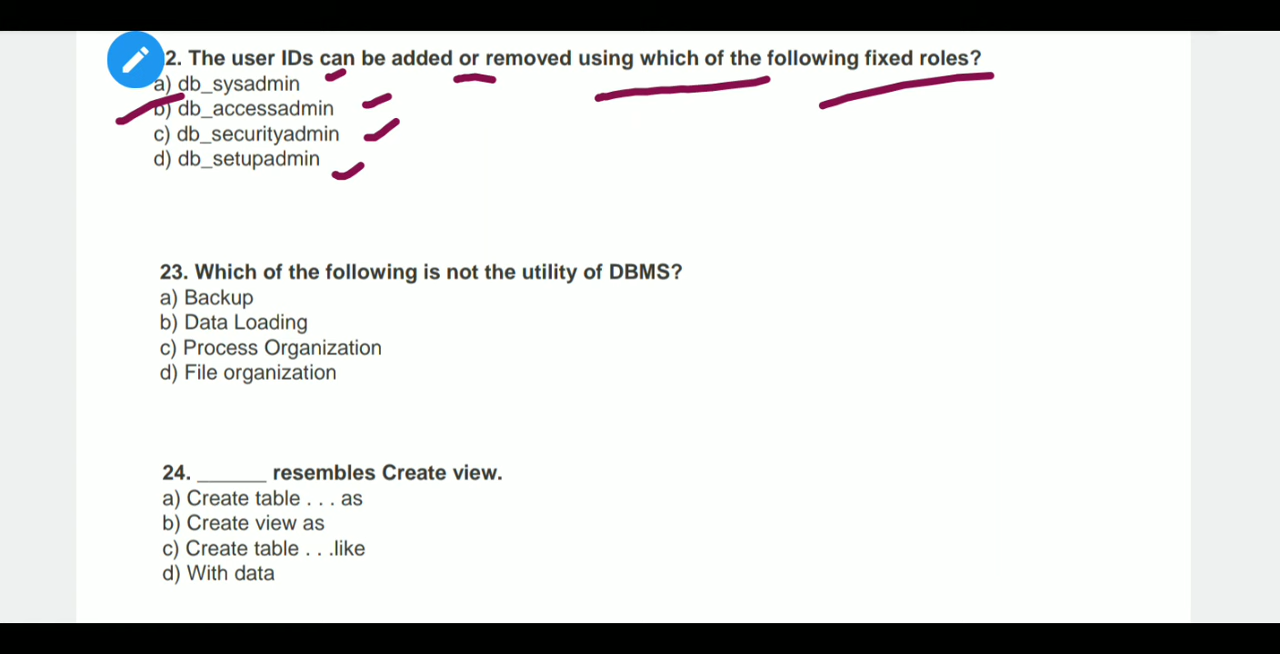 2. The user IDs can be added or removed using which of the following fixed roles?
a) db_sysadmin
b) db_accessadmin
c) db_securityadmin
d) db_setupadmin
23. Which of the following is not the utility of DBMS?
a) Backup
b) Data Loading
c) Process Organization
d) File organization
24. ______ resembles Create view.
a) Create table . . . as
b) Create view as
c) Create table . . .like
d) With data